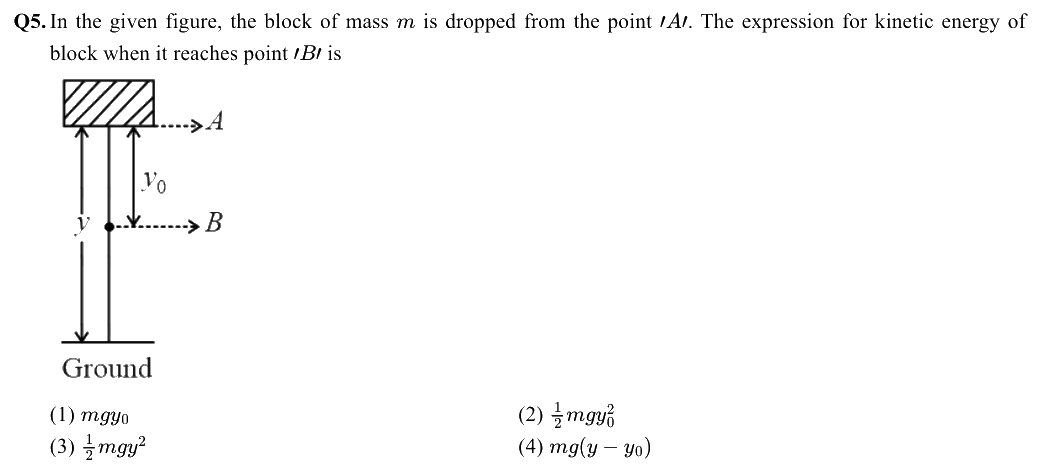 Q5. In the given figure, the block of mass m is dropped from the point ′A′. The expression for kinetic energy of
block when it reaches point ′B′ is
A
y₀
y
B
Ground
(1) mgy₀
(2) ½mgy₀²
(3) ½mgy²
(4) mg(y − y₀)